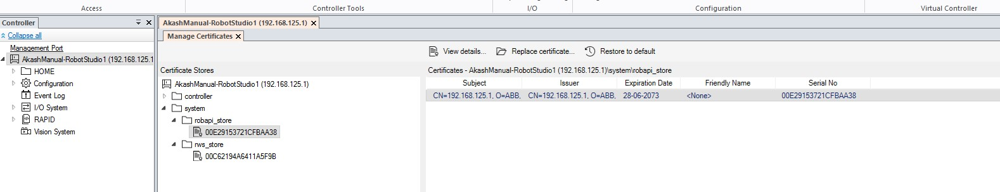 Access
Controller Tools
I/O
Configuration
Virtual Controller
Controller
Collapse all
Management Port
AkashManual-RobotStudio1 (192.168.125.1
HOME
Configuration
Event Log
I/O System
RAPID
Vision System
AkashManual-RobotStudio1 (192.168.125.1)
Manage Certificates
View details... Replace certificate... Restore to default
Certificate Stores
AkashManual-RobotStudio1 (192.168.125.1)
controller
system
robapi_store
00E29153721CFBAA38
rws_store
00C62194A6411A5F9B
Certificates - AkashManual-RobotStudio1 (192.168.125.1)\system\robapi_store
Subject Issuer Expiration Date Friendly Name Serial No
CN=192.168.125.1, O=ABB, CN=192.168.125.1, O=ABB, 28-06-2073 <None> 00E29153721CFBAA38